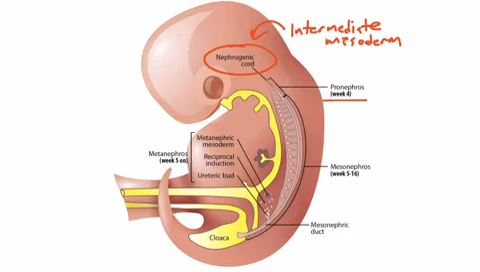 Intermediate
mesoderm
Nephrogenic
cord
Pronephros
(week 4)
Metanephric
mesoderm
Metanephros
(week 5 on)
Reciprocal
induction
Ureteric bud
Mesonephros
(week 5-16)
Mesonephric
duct
Cloaca